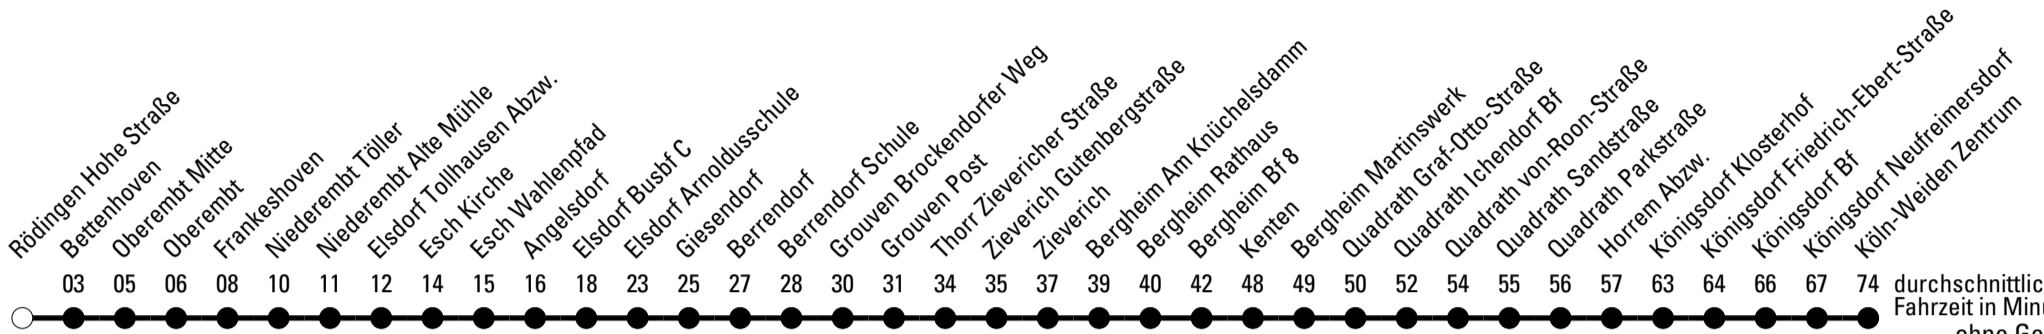 Rödingen Hohe Straße
Bettenhoven
Oberembt Mitte
Oberembt
Frankeshoven
Niederembt Töller
Niederembt Alte Mühle
Elsdorf Tollhausen Abzw.
Esch Kirche
Esch Wahlenpfad
Angelsdorf
Elsdorf Busbf C
Elsdorf Arnoldusschule
Giesendorf
Berrendorf
Berrendorf Schule
Grouven Brockendorfer Weg
Grouven Post
Thorr Zievericher Straße
Zieverich Gutenbergstraße
Zieverich
Bergheim Am Knüchelsdamm
Bergheim Rathaus
Bergheim Bf 8
Kenten
Bergheim Martinswerk
Quadrath Graf-Otto-Straße
Quadrath Ichendorf Bf
Quadrath von-Roon-Straße
Quadrath Sandstraße
Quadrath Parkstraße
Horrem Abzw.
Königsdorf Klosterhof
Königsdorf Friedrich-Ebert-Straße
Königsdorf Bf
Königsdorf Neufreimersdorf
Köln-Weiden Zentrum
03 05 06 08 10 11 12 14 15 16 18 23 25 27 28 30 31 34 35 37 39 40 42 48 49 50 52 54 55 56 57 63 64 66 67 74 durchschnittlic
Fahrzeit in Min